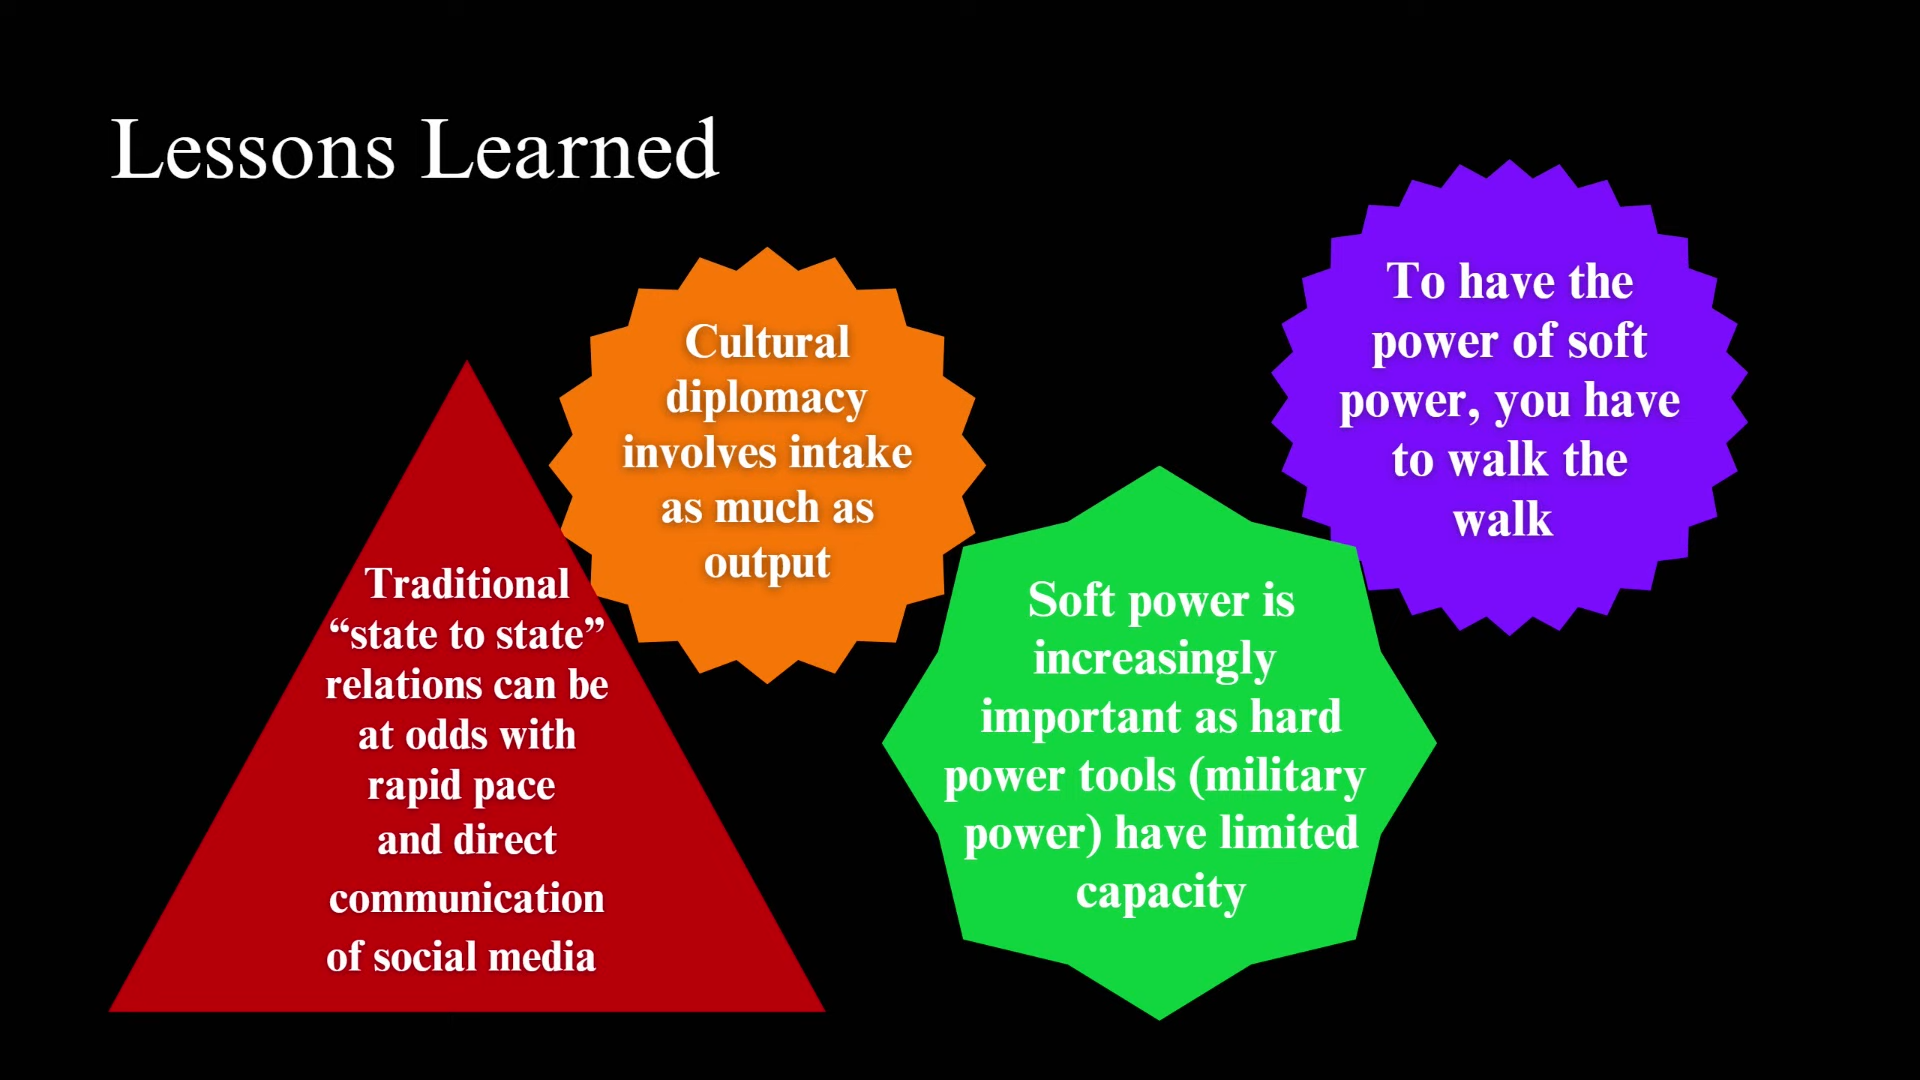 Lessons Learned
Traditional
“state to state”
relations can be
at odds with
rapid pace
and direct
communication
of social media
Cultural
diplomacy
involves intake
as much as
output
Soft power is
increasingly
important as hard
power tools (military
power) have limited
capacity
To have the
power of soft
power, you have
to walk the
walk